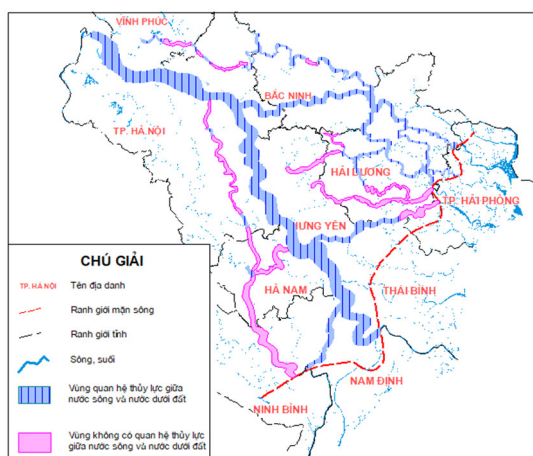 VĨNH PHÚC
BẮC NINH
TP. HÀ NỘI
HẢI DƯƠNG
TP. HẢI PHÒNG
HƯNG YÊN
THÁI BÌNH
HÀ NAM
NAM ĐỊNH
NINH BÌNH
CHÚ GIẢI
TP. HÀ NỘI Tên địa danh
Ranh giới mặn sông
Ranh giới tỉnh
Sông, suối
Vùng quan hệ thủy lực giữa
nước sông và nước dưới đất
Vùng không có quan hệ thủy lực
giữa nước sông và nước dưới đất